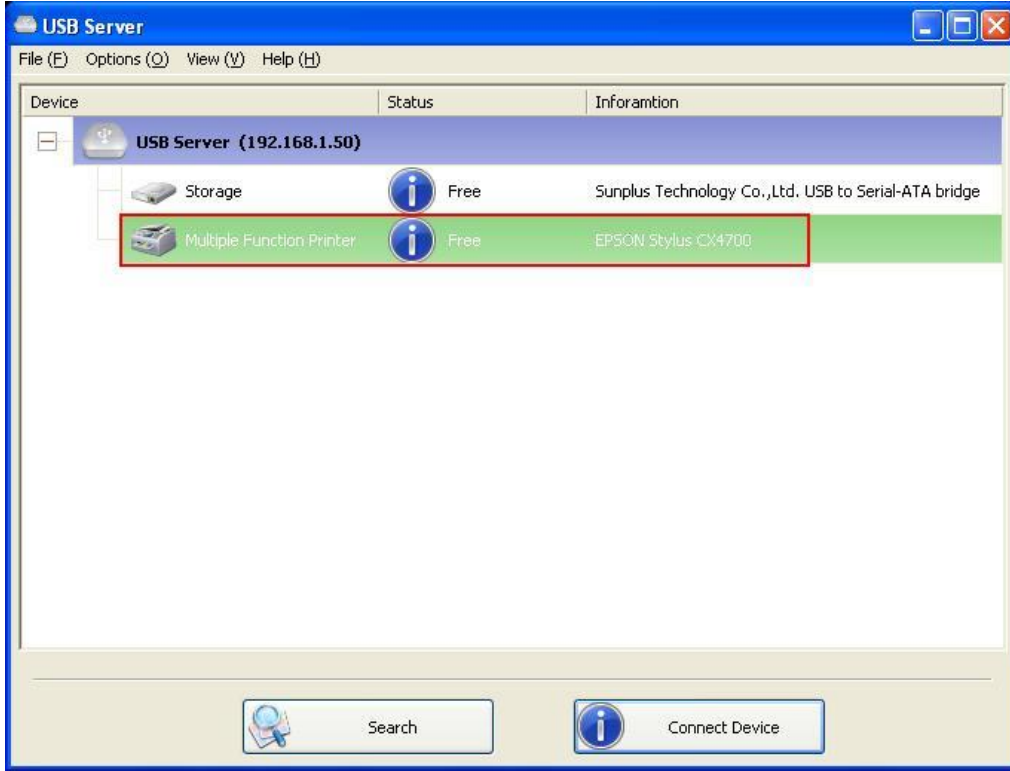 USB Server
File (F) Options (O) View (V) Help (H)
Device Status Inforamtion
USB Server (192.168.1.50)
Storage Free Sunplus Technology Co.,Ltd. USB to Serial-ATA bridge
Multiple Function Printer Free EPSON Stylus CX4700
Search Connect Device